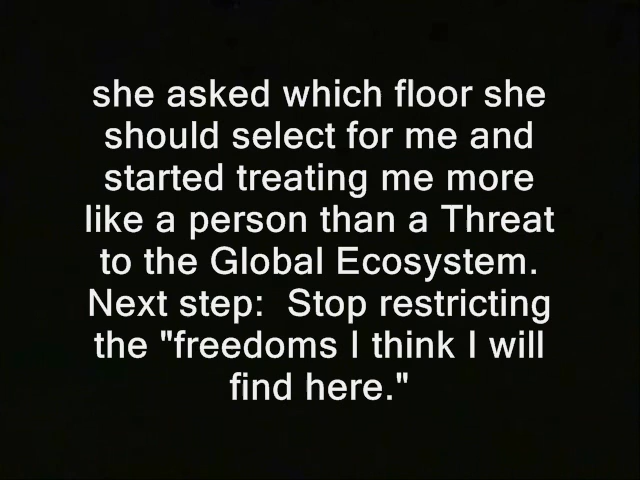 she asked which floor she
should select for me and
started treating me more
like a person than a Threat
to the Global Ecosystem.
Next step:  Stop restricting
the "freedoms I think I will
find here."